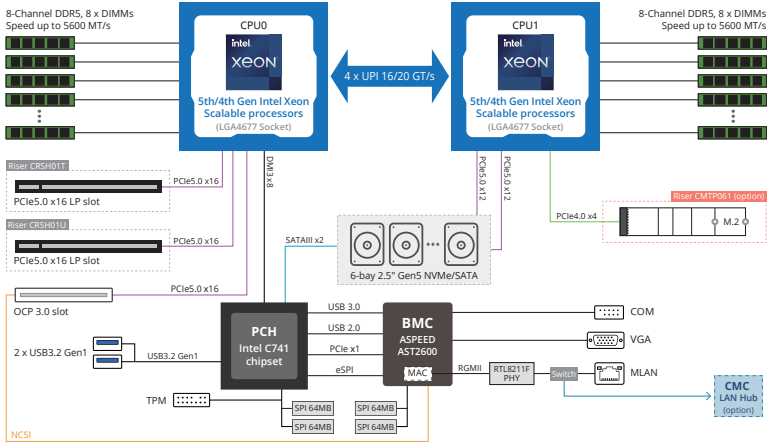 8-Channel DDR5, 8 x DIMMs
Speed up to 5600 MT/s
CPU0
intel
xeon
5th/4th Gen Intel Xeon
Scalable processors
(LGA4677 Socket)
4 x UPI 16/20 GT/s
CPU1
intel
xeon
5th/4th Gen Intel Xeon
Scalable processors
(LGA4677 Socket)
8-Channel DDR5, 8 x DIMMs
Speed up to 5600 MT/s
Riser CRSH01T
PCIe5.0 x16 LP slot
PCIe5.0 x16
Riser CRSH01U
PCIe5.0 x16 LP slot
PCIe5.0 x16
OCP 3.0 slot
PCIe5.0 x16
DMI3 x8
SATAIII x2
PCIe5.0 x12
PCIe5.0 x12
6-bay 2.5" Gen5 NVMe/SATA
PCIe4.0 x4
Riser CMTP061 (option)
M.2
2 x USB3.2 Gen1
USB3.2 Gen1
PCH
Intel C741
chipset
USB 3.0
USB 2.0
PCIe x1
eSPI
BMC
ASPEED
AST2600
MAC
COM
VGA
RGMII
RTL8211F
PHY
Switch
MLAN
CMC
LAN Hub
(option)
TPM
SPI 64MB
SPI 64MB
SPI 64MB
SPI 64MB
NCSI